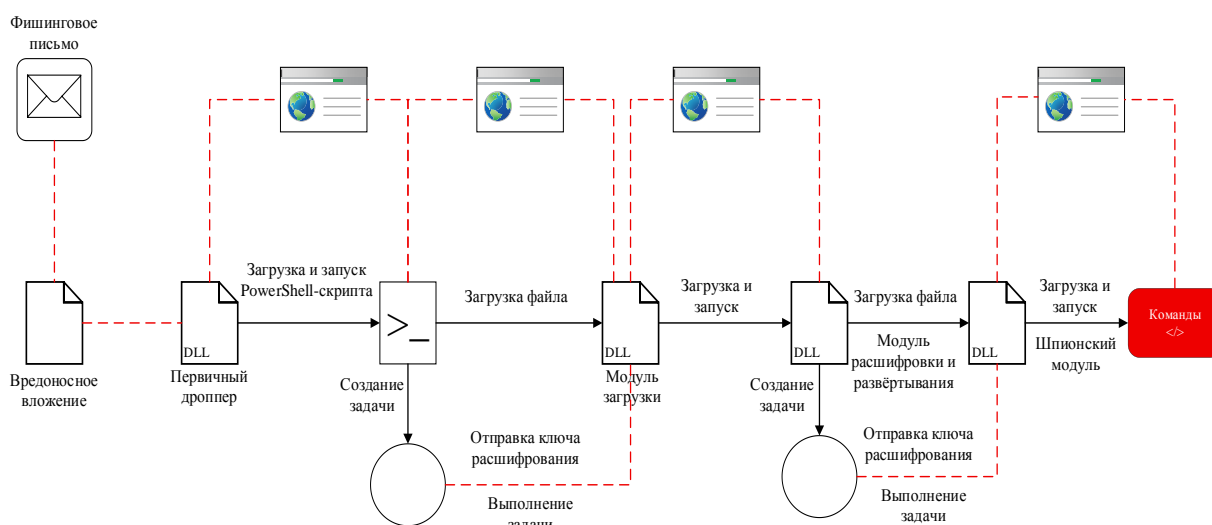 Фишинговое
письмо
Загрузка и запуск
PowerShell-скрипта
Загрузка файла
Загрузка и
запуск
Загрузка файла
Загрузка и
запуск
Команды
</>
>_
DLL
DLL
DLL
DLL
Вредоносное
вложение
Первичный
дроппер
Создание
задачи
Модуль
загрузки
Создание
задачи
Модуль
расшифровки и
развёртывания
Шпионский
модуль
Отправка ключа
расшифрования
Выполнение
задачи
Отправка ключа
расшифрования
Выполнение
задачи